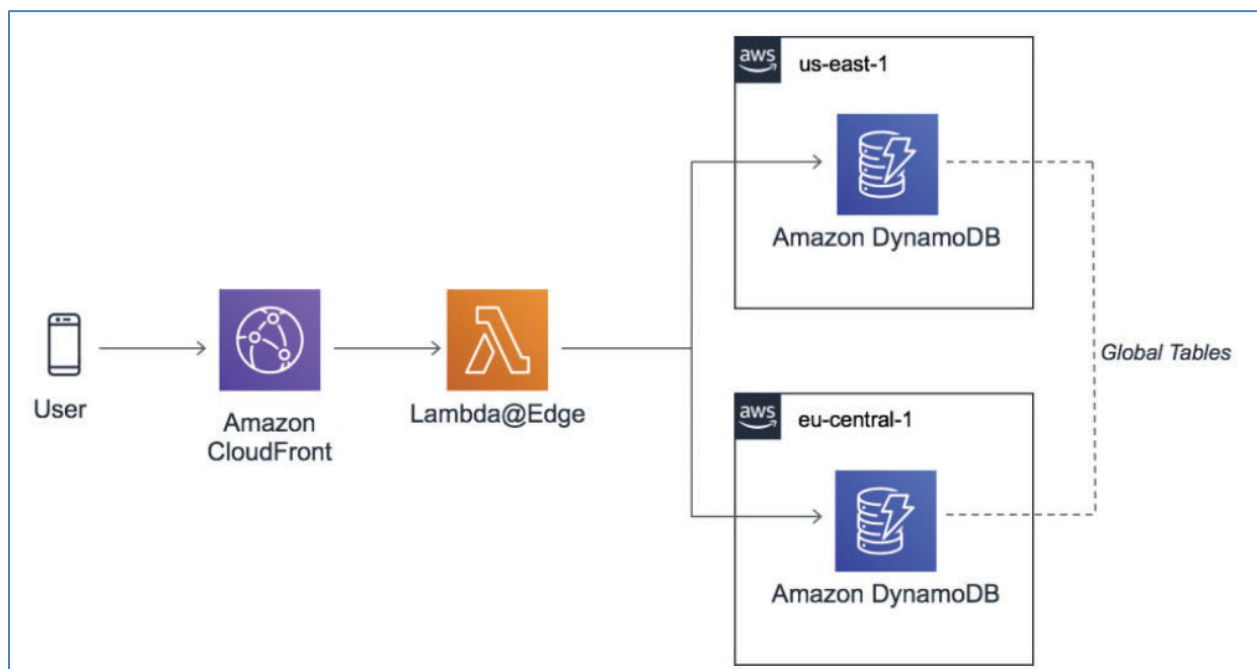 aws
us-east-1
Amazon DynamoDB
User
Amazon
CloudFront
Lambda@Edge
Global Tables
aws
eu-central-1
Amazon DynamoDB